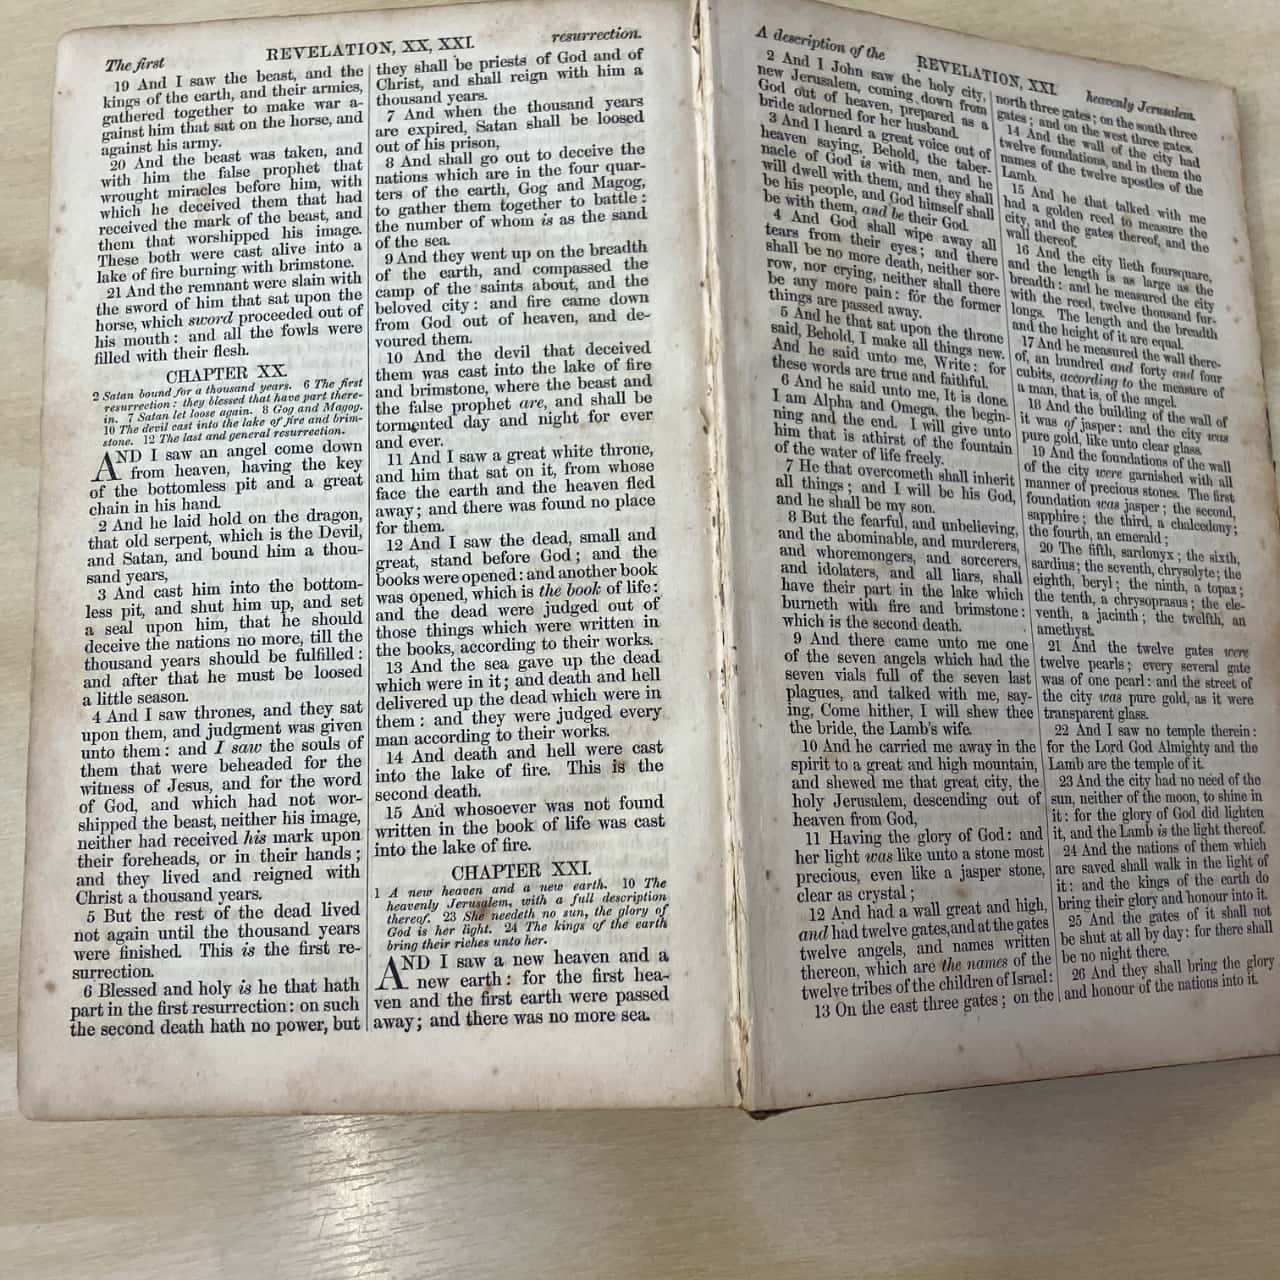 The first REVELATION, XX, XXI. resurrection.
19 And I saw the beast, and the
kings of the earth, and their armies,
gathered together to make war a-
gainst him that sat on the horse, and
against his army.
20 And the beast was taken, and
with him the false prophet that
wrought miracles before him, with
which he deceived them that had
received the mark of the beast, and
them that worshipped his image.
These both were cast alive into a
lake of fire burning with brimstone.
21 And the remnant were slain with
the sword of him that sat upon the
horse, which sword proceeded out of
his mouth: and all the fowls were
filled with their flesh.
CHAPTER XX.
2 Satan bound for a thousand years. 6 The first
resurrection: they blessed that have part there-
in. 7 Satan let loose again. 8 Gog and Magog.
10 The devil cast into the lake of fire and brim-
stone. 12 The last and general resurrection.
AND I saw an angel come down
from heaven, having the key
of the bottomless pit and a great
chain in his hand.
2 And he laid hold on the dragon,
that old serpent, which is the Devil,
and Satan, and bound him a thou-
sand years,
3 And cast him into the bottom-
less pit, and shut him up, and set
a seal upon him, that he should
deceive the nations no more, till the
thousand years should be fulfilled:
and after that he must be loosed
a little season.
4 And I saw thrones, and they sat
upon them, and judgment was given
unto them: and I saw the souls of
them that were beheaded for the
witness of Jesus, and for the word
of God, and which had not wor-
shipped the beast, neither his image,
neither had received his mark upon
their foreheads, or in their hands;
and they lived and reigned with
Christ a thousand years.
5 But the rest of the dead lived
not again until the thousand years
were finished. This is the first re-
surrection.
6 Blessed and holy is he that hath
part in the first resurrection: on such
the second death hath no power, but
they shall be priests of God and of
Christ, and shall reign with him a
thousand years.
7 And when the thousand years
are expired, Satan shall be loosed
out of his prison,
8 And shall go out to deceive the
nations which are in the four quar-
ters of the earth, Gog and Magog,
to gather them together to battle:
the number of whom is as the sand
of the sea.
9 And they went up on the breadth
of the earth, and compassed the
camp of the saints about, and the
beloved city: and fire came down
from God out of heaven, and de-
voured them.
10 And the devil that deceived
them was cast into the lake of fire
and brimstone, where the beast and
the false prophet are, and shall be
tormented day and night for ever
and ever.
11 And I saw a great white throne,
and him that sat on it, from whose
face the earth and the heaven fled
away; and there was found no place
for them.
12 And I saw the dead, small and
great, stand before God; and the
books were opened: and another book
was opened, which is the book of life:
and the dead were judged out of
those things which were written in
the books, according to their works.
13 And the sea gave up the dead
which were in it; and death and hell
delivered up the dead which were in
them: and they were judged every
man according to their works.
14 And death and hell were cast
into the lake of fire. This is the
second death.
15 And whosoever was not found
written in the book of life was cast
into the lake of fire.
CHAPTER XXI.
1 A new heaven and a new earth. 10 The
heavenly Jerusalem, with a full description
thereof. 23 She needeth no sun, the glory of
God is her light. 24 The kings of the earth
bring their riches unto her.
AND I saw a new heaven and a
new earth: for the first hea-
ven and the first earth were passed
away; and there was no more sea.
A description of the REVELATION, XXI. heavenly Jerusalem.
2 And I John saw the holy city,
new Jerusalem, coming down from
God out of heaven, prepared as a
bride adorned for her husband.
3 And I heard a great voice out of
heaven saying, Behold, the taber-
nacle of God is with men, and he
will dwell with them, and they shall
be his people, and God himself shall
be with them, and be their God.
4 And God shall wipe away all
tears from their eyes; and there
shall be no more death, neither sor-
row, nor crying, neither shall there
be any more pain: for the former
things are passed away.
5 And he that sat upon the throne
said, Behold, I make all things new.
And he said unto me, Write: for
these words are true and faithful.
6 And he said unto me, It is done.
I am Alpha and Omega, the begin-
ning and the end. I will give unto
him that is athirst of the fountain
of the water of life freely.
7 He that overcometh shall inherit
all things; and I will be his God,
and he shall be my son.
8 But the fearful, and unbelieving,
and the abominable, and murderers,
and whoremongers, and sorcerers,
and idolaters, and all liars, shall
have their part in the lake which
burneth with fire and brimstone:
which is the second death.
9 And there came unto me one
of the seven angels which had the
seven vials full of the seven last
plagues, and talked with me, say-
ing, Come hither, I will shew thee
the bride, the Lamb's wife.
10 And he carried me away in the
spirit to a great and high mountain,
and shewed me that great city, the
holy Jerusalem, descending out of
heaven from God,
11 Having the glory of God: and
her light was like unto a stone most
precious, even like a jasper stone,
clear as crystal;
12 And had a wall great and high,
and had twelve gates, and at the gates
twelve angels, and names written
thereon, which are the names of the
twelve tribes of the children of Israel:
13 On the east three gates; on the
north three gates; on the south three
gates; and on the west three gates.
14 And the wall of the city had
twelve foundations, and in them the
names of the twelve apostles of the
Lamb.
15 And he that talked with me
had a golden reed to measure the
city, and the gates thereof, and the
wall thereof.
16 And the city lieth foursquare,
and the length is as large as the
breadth: and he measured the city
with the reed, twelve thousand fur-
longs. The length and the breadth
and the height of it are equal.
17 And he measured the wall there-
of, an hundred and forty and four
cubits, according to the measure of
a man, that is, of the angel.
18 And the building of the wall of
it was of jasper: and the city was
pure gold, like unto clear glass.
19 And the foundations of the wall
of the city were garnished with all
manner of precious stones. The first
foundation was jasper; the second,
sapphire; the third, a chalcedony;
the fourth, an emerald;
20 The fifth, sardonyx; the sixth,
sardius; the seventh, chrysolyte; the
eighth, beryl; the ninth, a topaz;
the tenth, a chrysoprasus; the ele-
venth, a jacinth; the twelfth, an
amethyst.
21 And the twelve gates were
twelve pearls; every several gate
was of one pearl: and the street of
the city was pure gold, as it were
transparent glass.
22 And I saw no temple therein:
for the Lord God Almighty and the
Lamb are the temple of it.
23 And the city had no need of the
sun, neither of the moon, to shine in
it: for the glory of God did lighten
it, and the Lamb is the light thereof.
24 And the nations of them which
are saved shall walk in the light of
it: and the kings of the earth do
bring their glory and honour into it.
25 And the gates of it shall not
be shut at all by day: for there shall
be no night there.
26 And they shall bring the glory
and honour of the nations into it.